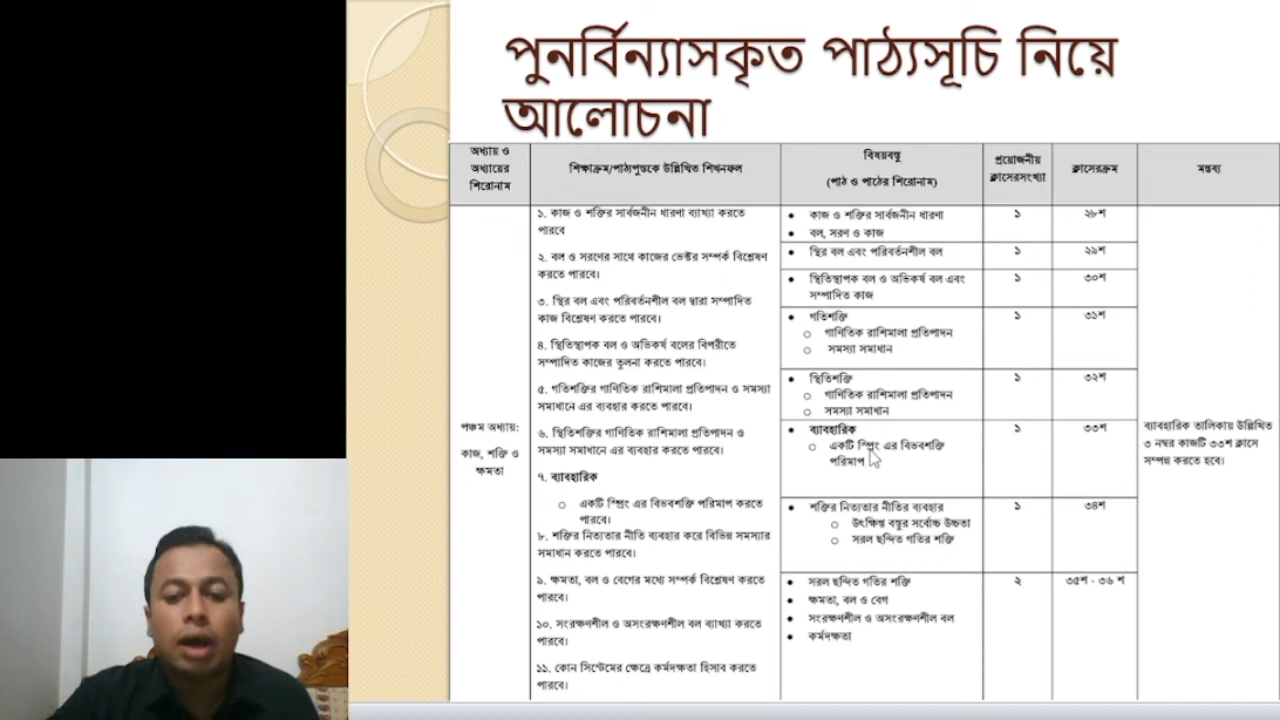 পুনর্বিন্যাসকৃত পাঠ্যসূচি নিয়ে
আলোচনা
অধ্যায় ও
অধ্যায়ের
শিরোনাম
শিক্ষাক্রম/পাঠ্যপুস্তকে উল্লিখিত শিখনফল
বিষয়বস্তু
(পাঠ ও পাঠের শিরোনাম)
প্রয়োজনীয়
ক্লাসেরসংখ্যা
ক্লাসেরক্রম
মন্তব্য
পঞ্চম অধ্যায়:
কাজ, শক্তি ও
ক্ষমতা
১. কাজ ও শক্তির সার্বজনীন ধারণা ব্যাখ্যা করতে
পারবে
২. বল ও সরণের সাথে কাজের ভেক্টর সম্পর্ক বিশ্লেষণ
করতে পারবে।
৩. স্থির বল এবং পরিবর্তনশীল বল দ্বারা সম্পাদিত
কাজ বিশ্লেষণ করতে পারবে।
৪. স্থিতিস্থাপক বল ও অভিকর্ষ বলের বিপরীতে
সম্পাদিত কাজের তুলনা করতে পারবে।
৫. গতিশক্তির গাণিতিক রাশিমালা প্রতিপাদন ও সমস্যা
সমাধানে এর ব্যবহার করতে পারবে।
৬. স্থিতিশক্তির গাণিতিক রাশিমালা প্রতিপাদন ও
সমস্যা সমাধানে এর ব্যবহার করতে পারবে।
৭. ব্যাবহারিক
○ একটি স্প্রিং এর বিভবশক্তি পরিমাপ করতে
পারবে।
৮. শক্তির নিত্যতার নীতি ব্যবহার করে বিভিন্ন সমস্যার
সমাধান করতে পারবে।
৯. ক্ষমতা, বল ও বেগের মধ্যে সম্পর্ক বিশ্লেষণ করতে
পারবে।
১০. সংরক্ষণশীল ও অসংরক্ষণশীল বল ব্যাখ্যা করতে
পারবে।
১১. কোন সিস্টেমের ক্ষেত্রে কর্মদক্ষতা হিসাব করতে
পারবে।
• কাজ ও শক্তির সার্বজনীন ধারণা
• বল, সরণ ও কাজ
১
২৮শ
• স্থির বল এবং পরিবর্তনশীল বল
১
২৯শ
• স্থিতিস্থাপক বল ও অভিকর্ষ বল এবং
সম্পাদিত কাজ
১
৩০শ
• গতিশক্তি
○ গাণিতিক রাশিমালা প্রতিপাদন
○ সমস্যা সমাধান
১
৩১শ
• স্থিতিশক্তি
○ গাণিতিক রাশিমালা প্রতিপাদন
○ সমস্যা সমাধান
১
৩২শ
• ব্যাবহারিক
○ একটি স্প্রিং এর বিভবশক্তি
পরিমাপ
১
৩৩শ
• শক্তির নিত্যতার নীতির ব্যবহার
○ উৎক্ষিপ্ত বস্তুর সর্বোচ্চ উচ্চতা
○ সরল ছন্দিত গতির শক্তি
১
৩৪শ
• সরল ছন্দিত গতির শক্তি
• ক্ষমতা, বল ও বেগ
• সংরক্ষণশীল ও অসংরক্ষণশীল বল
• কর্মদক্ষতা
২
৩৫শ - ৩৬ শ
ব্যাবহারিক তালিকায় উল্লিখিত
৩ নম্বর কাজটি ৩৩শ ক্লাসে
সম্পন্ন করতে হবে।